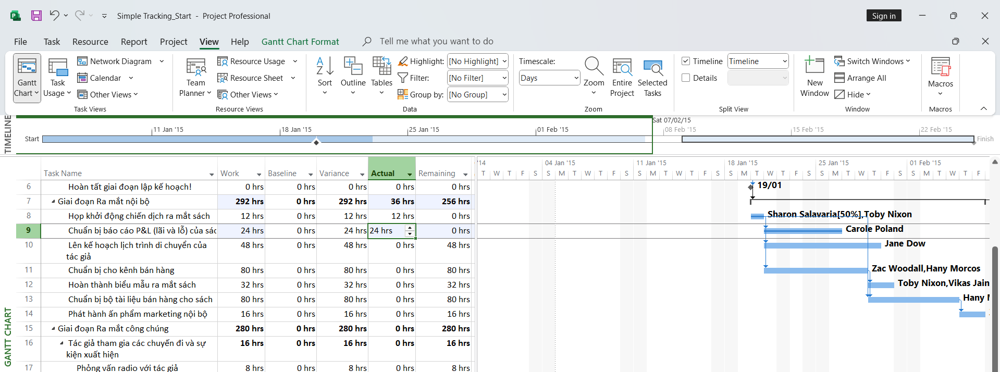 Simple Tracking_Start - Project Professional
Sign in
File Task Resource Report Project View Help Gantt Chart Format Tell me what you want to do
Gantt Chart
Task Usage
Network Diagram
Calendar
Other Views
Task Views
Team Planner
Resource Usage
Resource Sheet
Other Views
Resource Views
Sort
Outline
Tables
Highlight: [No Highlight]
Filter: [No Filter]
Group by: [No Group]
Data
Timescale:
Days
Zoom
Entire Project
Selected Tasks
Zoom
Timeline Timeline
Details
Split View
New Window
Switch Windows
Arrange All
Hide
Window
Macros
Macros
TIMELINE
Sat 07/02/15
11 Jan '15 18 Jan '15 25 Jan '15 01 Feb '15 08 Feb '15 15 Feb '15 22 Feb '15
Start
Finish
GANTT CHART
Task Name Work Baseline Variance Actual Remaining
6 Hoàn tất giai đoạn lập kế hoạch! 0 hrs 0 hrs 0 hrs 0 hrs 0 hrs
7 Giai đoạn Ra mắt nội bộ 292 hrs 0 hrs 292 hrs 36 hrs 256 hrs
8 Họp khởi động chiến dịch ra mắt sách 12 hrs 0 hrs 12 hrs 12 hrs 0 hrs
9 Chuẩn bị báo cáo P&L (lãi và lỗ) của sác 24 hrs 0 hrs 24 hrs 24 hrs 0 hrs
10 Lên kế hoạch lịch trình di chuyển của 48 hrs 0 hrs 48 hrs 0 hrs 48 hrs
tác giả
11 Chuẩn bị cho kênh bán hàng 80 hrs 0 hrs 80 hrs 0 hrs 80 hrs
12 Hoàn thành biểu mẫu ra mắt sách 32 hrs 0 hrs 32 hrs 0 hrs 32 hrs
13 Chuẩn bị bộ tài liệu bán hàng cho sách 80 hrs 0 hrs 80 hrs 0 hrs 80 hrs
14 Phát hành ấn phẩm marketing nội bộ 16 hrs 0 hrs 16 hrs 0 hrs 16 hrs
15 Giai đoạn Ra mắt công chúng 280 hrs 0 hrs 280 hrs 0 hrs 280 hrs
16 Tác giả tham gia các chuyến đi và sự 16 hrs 0 hrs 16 hrs 0 hrs 16 hrs
kiện xuất hiện
17 Phỏng vấn radio với tác giả 8 hrs 0 hrs 8 hrs 0 hrs 8 hrs
'14 04 Jan '15 11 Jan '15 18 Jan '15 25 Jan '15 01 Feb '15
T W T F S S M T W T F S S M T W T F S S M T W T F S S M T W T F S S M T W T F
19/01
Sharon Salavaria[50%],Toby Nixon
Carole Poland
Jane Dow
Zac Woodall,Hany Morcos
Toby Nixon,Vikas Jain
Hany